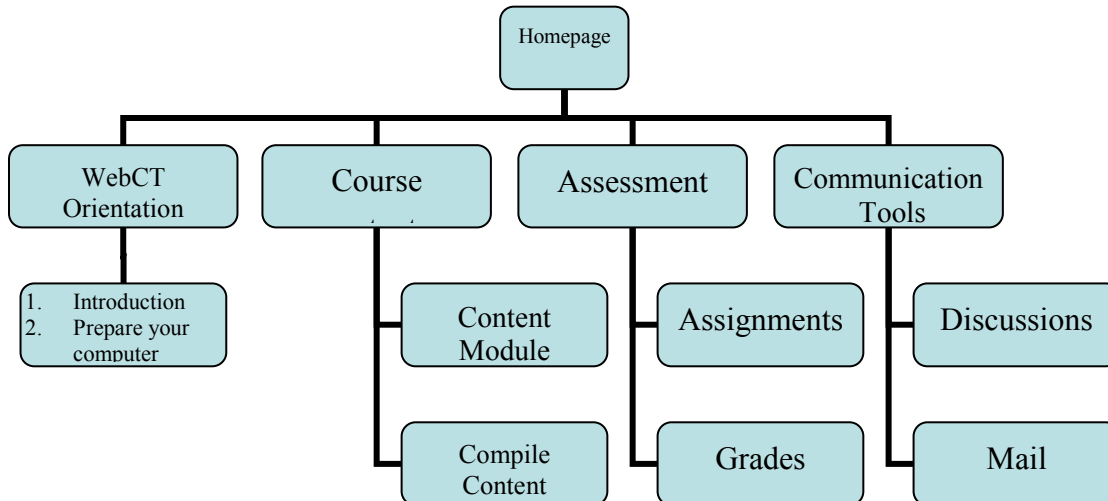 Homepage
WebCT
Orientation
Course
Assessment
Communication
Tools
1. Introduction
2. Prepare your
computer
Content
Module
Assignments
Discussions
Compile
Content
Grades
Mail